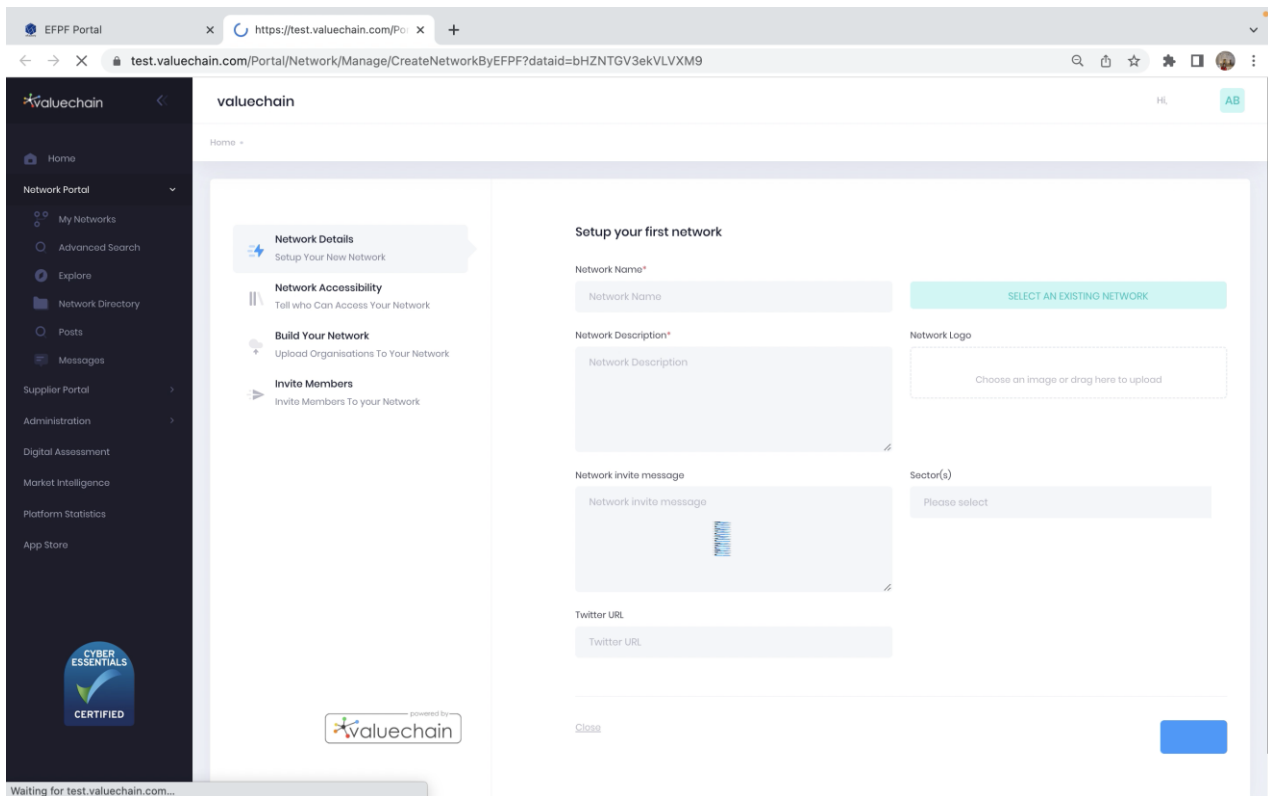 EFPF Portal
https://test.valuechain.com/Po
test.valuechain.com/Portal/Network/Manage/CreateNetworkByEFPF?dataid=bHZNTGV3ekVLVXM9
valuechain
valuechain
Hi,
AB
Home
Home
Network Portal
My Networks
Advanced Search
Explore
Network Directory
Posts
Messages
Supplier Portal
Administration
Digital Assessment
Market Intelligence
Platform Statistics
App Store
CYBER
ESSENTIALS
CERTIFIED
Network Details
Setup Your New Network
Network Accessibility
Tell who Can Access Your Network
Build Your Network
Upload Organisations To Your Network
Invite Members
Invite Members To your Network
powered by
valuechain
Setup your first network
Network Name*
Network Name
SELECT AN EXISTING NETWORK
Network Description*
Network Description
Network Logo
Choose an image or drag here to upload
Network invite message
Network invite message
Sector(s)
Please select
Twitter URL
Twitter URL
Close
Waiting for test.valuechain.com...